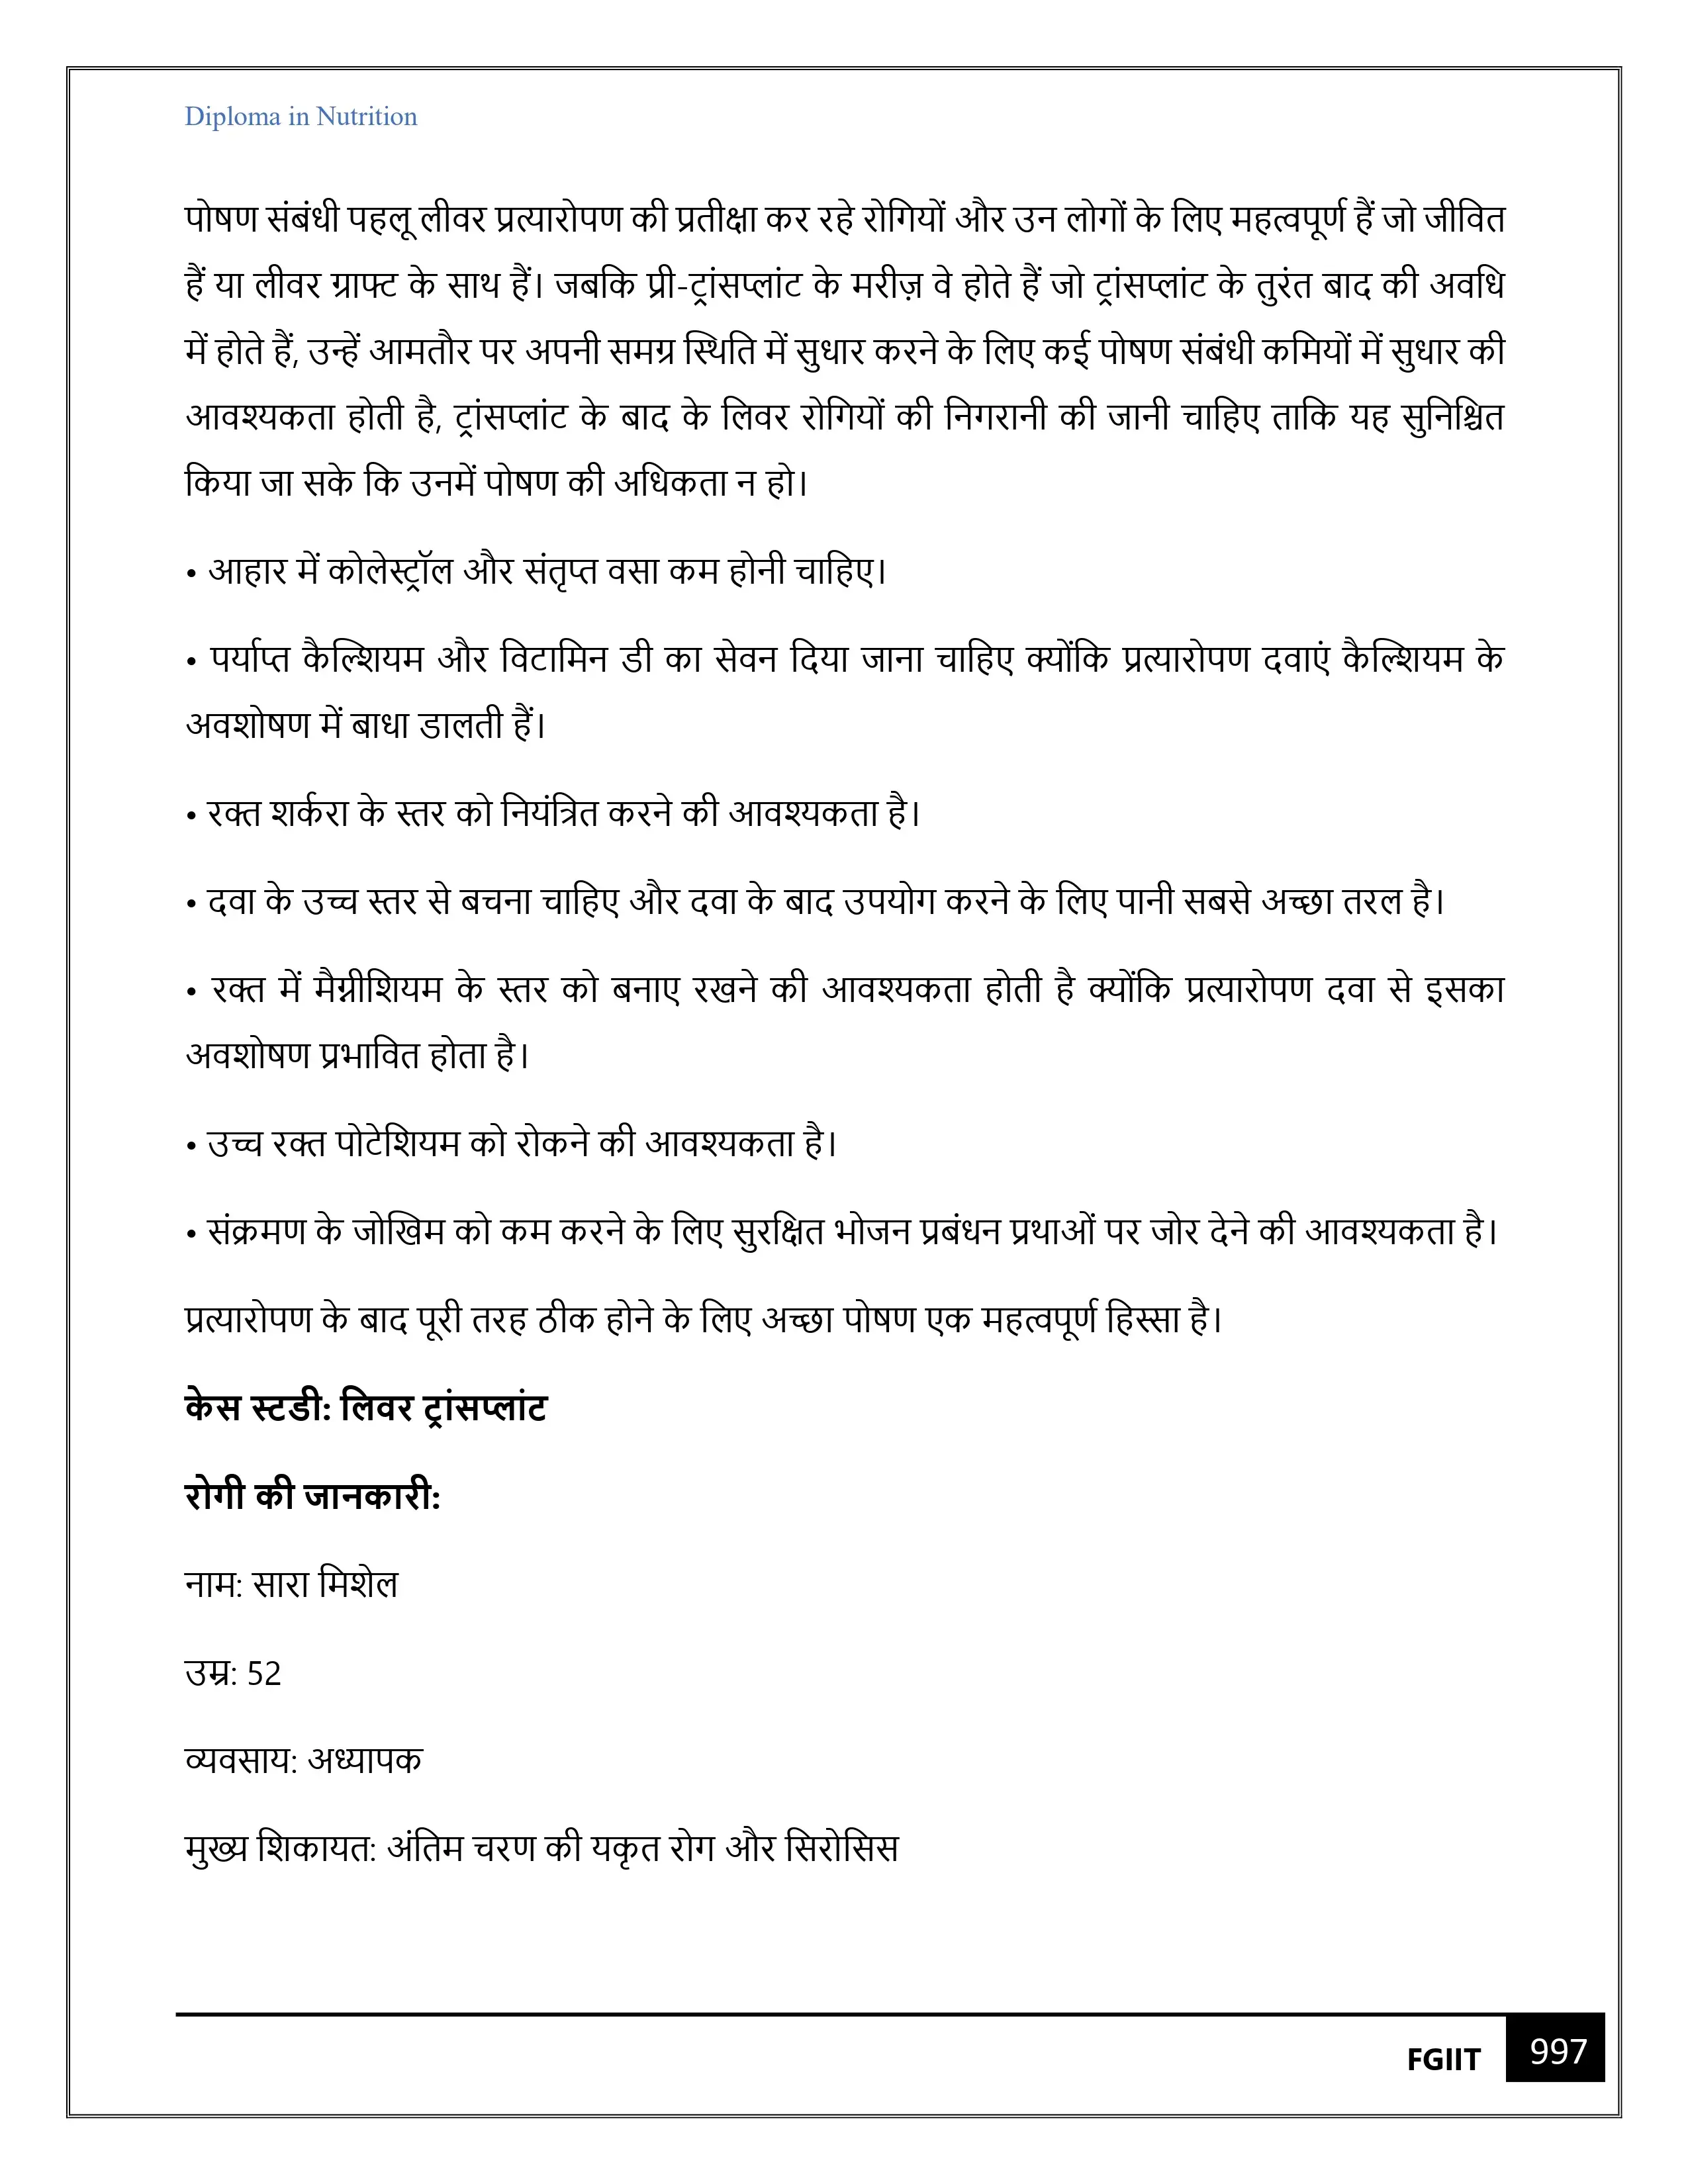 Diploma in Nutrition
पोषण संबंधी पहलू लीवर प्रत्यारोपण की प्रतीक्षा कर रहे रोगियों और उन लोगों के लिए महत्वपूर्ण हैं जो जीवित
हैं या लीवर ग्राफ्ट के साथ हैं। जबकि प्री-ट्रांसप्लांट के मरीज़ वे होते हैं जो ट्रांसप्लांट के तुरंत बाद की अवधि
में होते हैं, उन्हें आमतौर पर अपनी समग्र स्थिति में सुधार करने के लिए कई पोषण संबंधी कमियों में सुधार की
आवश्यकता होती है, ट्रांसप्लांट के बाद के लिवर रोगियों की निगरानी की जानी चाहिए ताकि यह सुनिश्चित
किया जा सके कि उनमें पोषण की अधिकता न हो।
• आहार में कोलेस्ट्रॉल और संतृप्त वसा कम होनी चाहिए।
• पर्याप्त कैल्शियम और विटामिन डी का सेवन दिया जाना चाहिए क्योंकि प्रत्यारोपण दवाएं कैल्शियम के
अवशोषण में बाधा डालती हैं।
• रक्त शर्करा के स्तर को नियंत्रित करने की आवश्यकता है।
• दवा के उच्च स्तर से बचना चाहिए और दवा के बाद उपयोग करने के लिए पानी सबसे अच्छा तरल है।
• रक्त में मैग्नीशियम के स्तर को बनाए रखने की आवश्यकता होती है क्योंकि प्रत्यारोपण दवा से इसका
अवशोषण प्रभावित होता है।
• उच्च रक्त पोटेशियम को रोकने की आवश्यकता है।
• संक्रमण के जोखिम को कम करने के लिए सुरक्षित भोजन प्रबंधन प्रथाओं पर जोर देने की आवश्यकता है।
प्रत्यारोपण के बाद पूरी तरह ठीक होने के लिए अच्छा पोषण एक महत्वपूर्ण हिस्सा है।
केस स्टडी: लिवर ट्रांसप्लांट
रोगी की जानकारी:
नाम: सारा मिशेल
उम्र: 52
व्यवसाय: अध्यापक
मुख्य शिकायत: अंतिम चरण की यकृत रोग और सिरोसिस
FGIIT 997